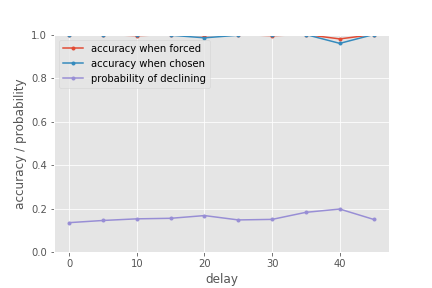 1.0
0.8
0.6
0.4
0.2
0.0
accuracy / probability
accuracy when forced
accuracy when chosen
probability of declining
0 10 20 30 40
delay